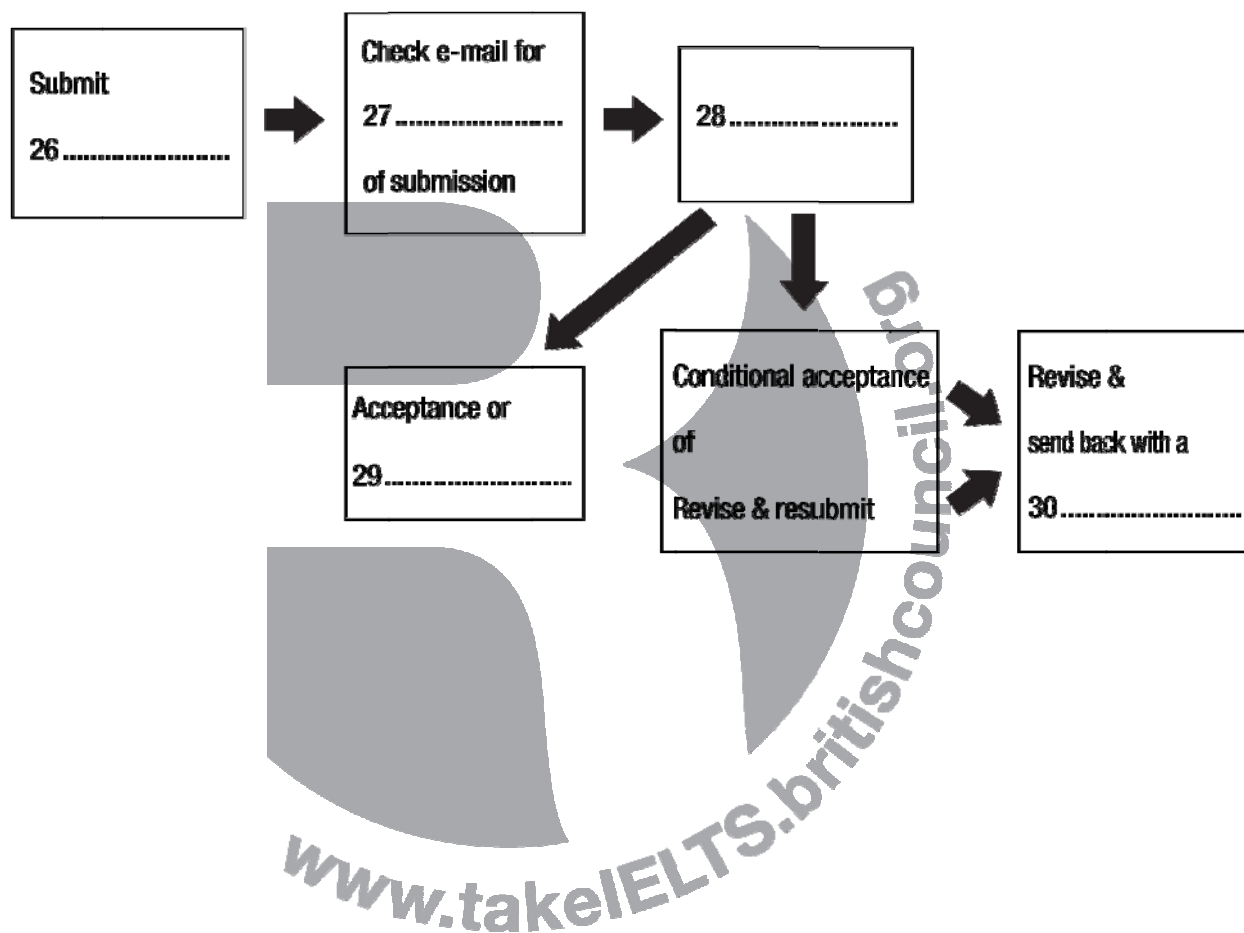 Submit
26
Check e-mail for
27
of submission
28
Acceptance or
29
Conditional acceptance
of
Revise & resubmit
Revise &
send back with a
30
www.takeIELTS.britishcouncil.org